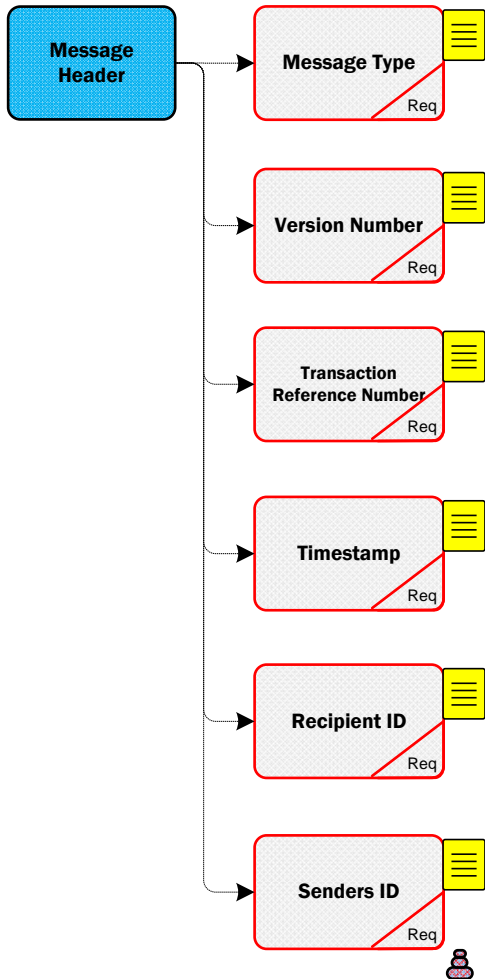 Message
Header
Message Type
Req
Version Number
Req
Transaction
Reference Number
Req
Timestamp
Req
Recipient ID
Req
Senders ID
Req